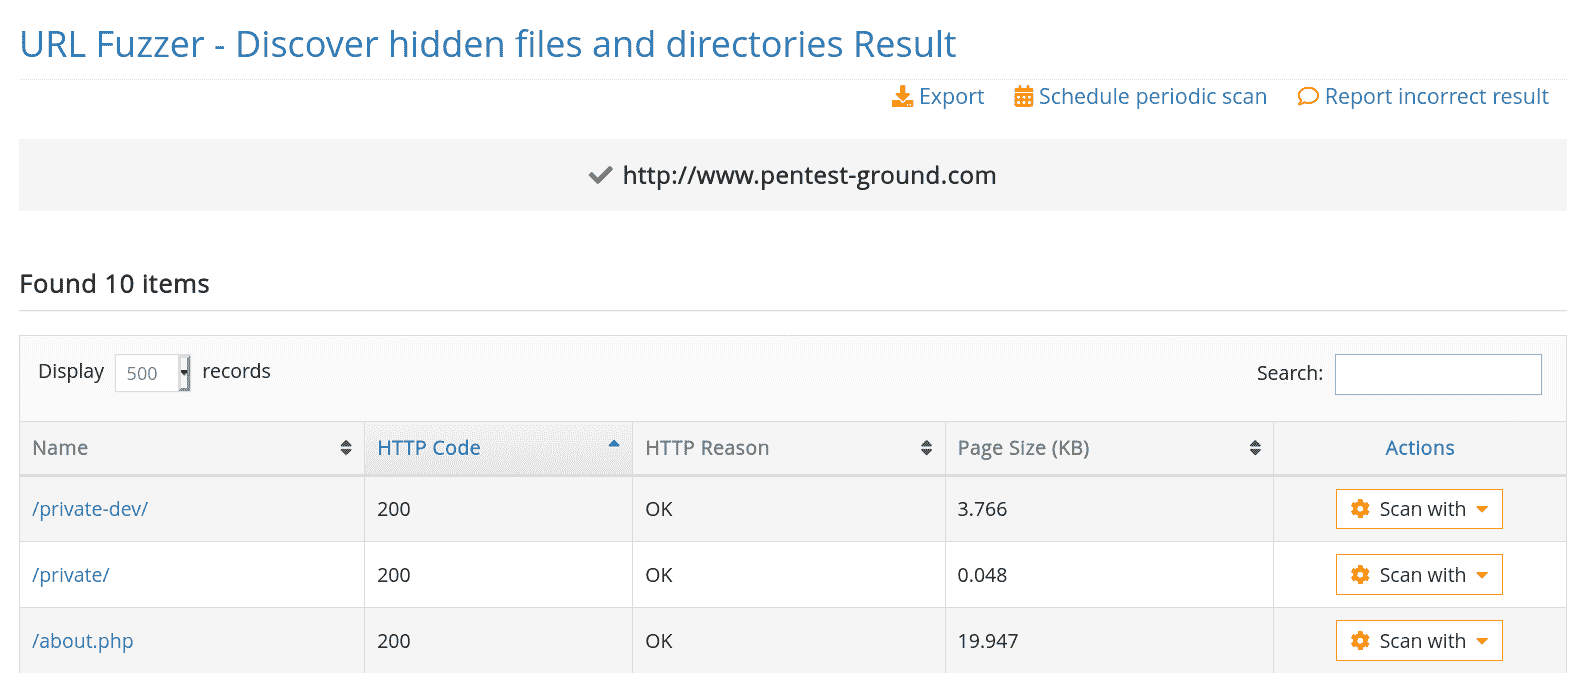 URL Fuzzer - Discover hidden files and directories Result
Export Schedule periodic scan Report incorrect result
http://www.pentest-ground.com
Found 10 items
Display 500 records Search:
Name HTTP Code HTTP Reason Page Size (KB) Actions
/private-dev/ 200 OK 3.766 Scan with
/private/ 200 OK 0.048 Scan with
/about.php 200 OK 19.947 Scan with